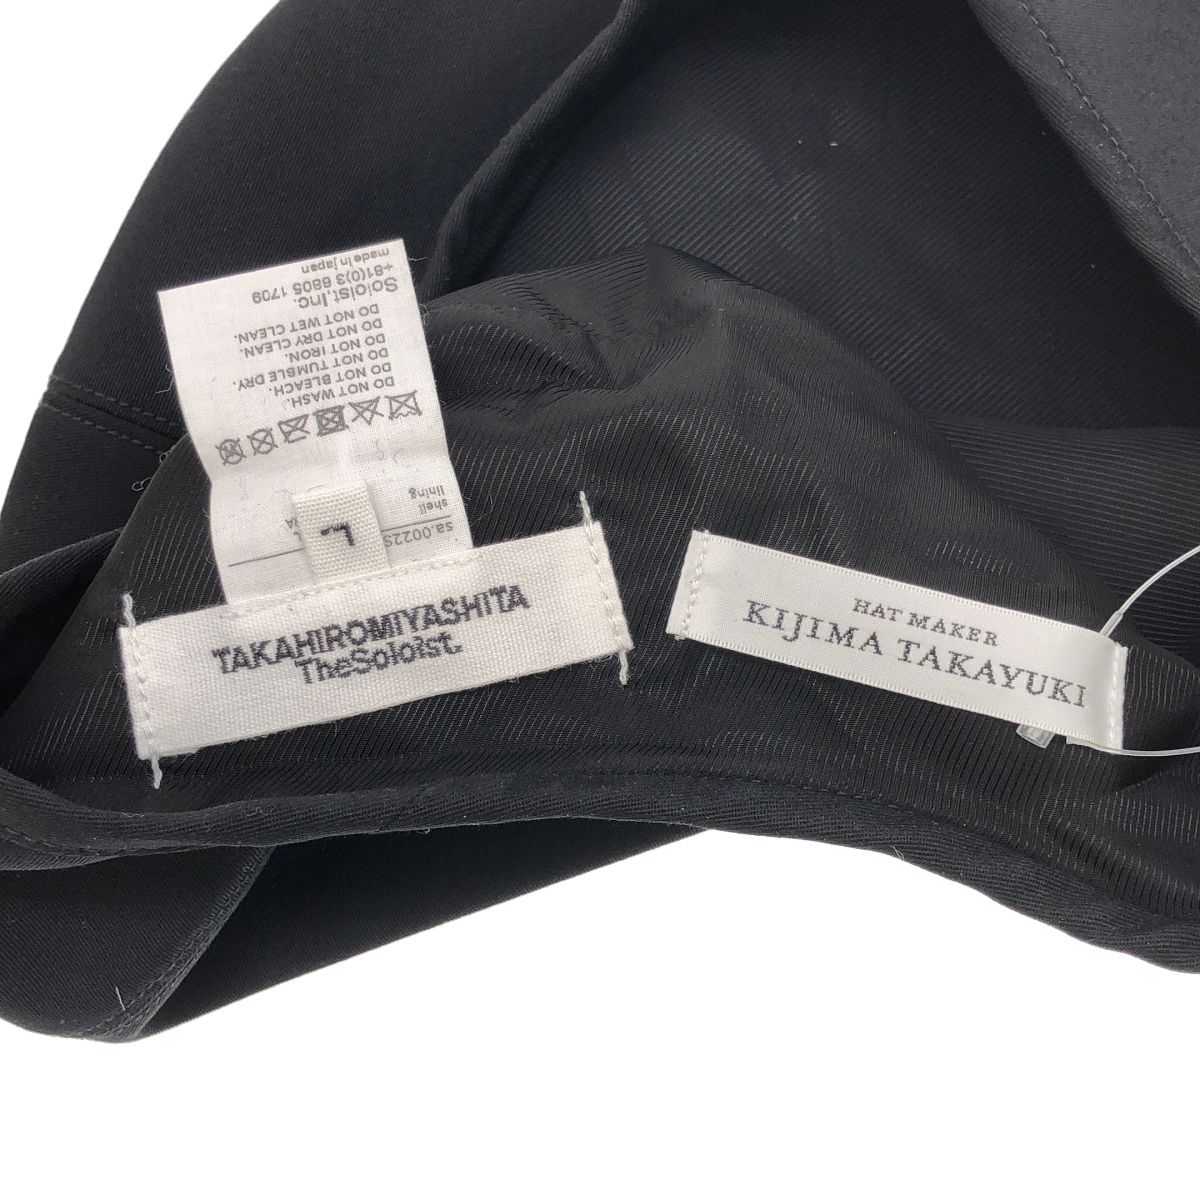 TAKAHIROMIYASHITA
TheSoloist.
HAT MAKER
KIJIMA TAKAYUKI
L
sa.0022S
shell
lining
DO NOT WASH.
DO NOT BLEACH.
DO NOT TUMBLE DRY.
DO NOT IRON.
DO NOT DRY CLEAN.
DO NOT WET CLEAN.
Soloist.Inc.
+81(0)3 6805 1709
made in japan